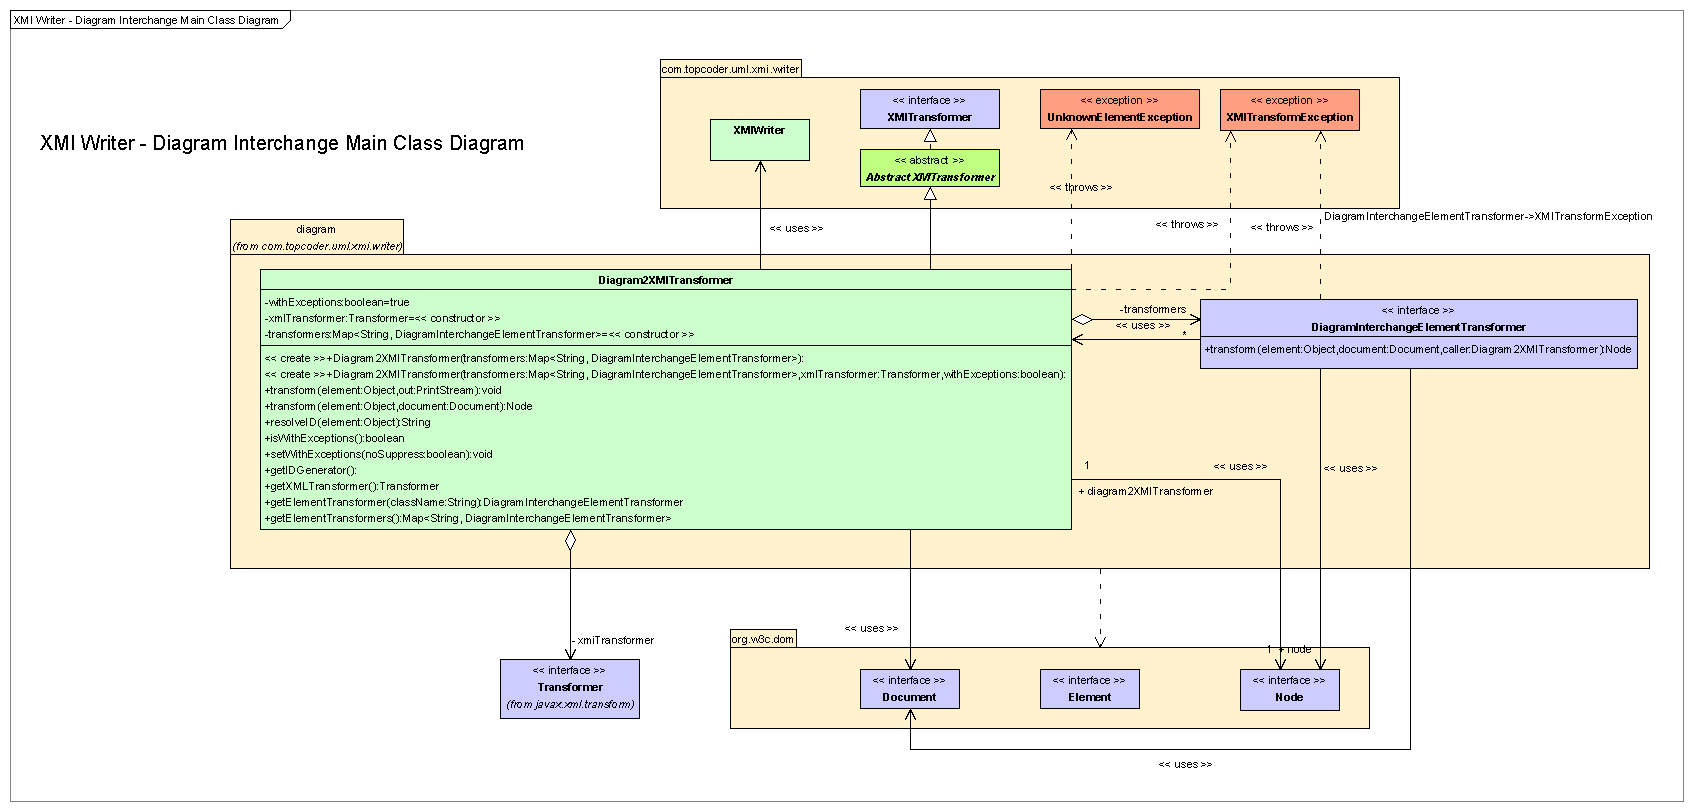 XMI Writer - Diagram Interchange Main Class Diagram
com.topcoder.uml.xmi.writer
XMI Writer - Diagram Interchange Main Class Diagram
XMIWriter
<< interface >>
XMITransformer
<< abstract >>
Abstract XMITransformer
<< exception >>
UnknownElementException
<< exception >>
XMITransformException
<< throws >>
<< uses >>
<< throws >>
<< throws >>
DiagramInterchangeElementTransformer->XMITransformException
diagram
(from com.topcoder.uml.xmi.writer)
Diagram2XMITransformer
-withExceptions:boolean=true
-xmlTransformer:Transformer=<< constructor >>
-transformers:Map<String, DiagramInterchangeElementTransformer>=<< constructor >>
<< create >>+Diagram2XMITransformer(transformers:Map<String, DiagramInterchangeElementTransformer>):
<< create >>+Diagram2XMITransformer(transformers:Map<String, DiagramInterchangeElementTransformer>,xmlTransformer:Transformer,withExceptions:boolean):
+transform(element:Object,out:PrintStream):void
+transform(element:Object,document:Document):Node
+resolveID(element:Object):String
+isWithExceptions():boolean
+setWithExceptions(noSuppress:boolean):void
+getIDGenerator():
+getXMLTransformer():Transformer
+getElementTransformer(className:String):DiagramInterchangeElementTransformer
+getElementTransformers():Map<String, DiagramInterchangeElementTransformer>
-transformers
<< uses >>
*
<< interface >>
DiagramInterchangeElementTransformer
+transform(element:Object,document:Document,caller:Diagram2XMITransformer):Node
1
<< uses >>
<< uses >>
+ diagram2XMITransformer
<< uses >>
- xmiTransformer
<< interface >>
Transformer
(from javax.xml.transform)
org.w3c.dom
1 + node
<< interface >>
Document
<< interface >>
Element
<< interface >>
Node
<< uses >>